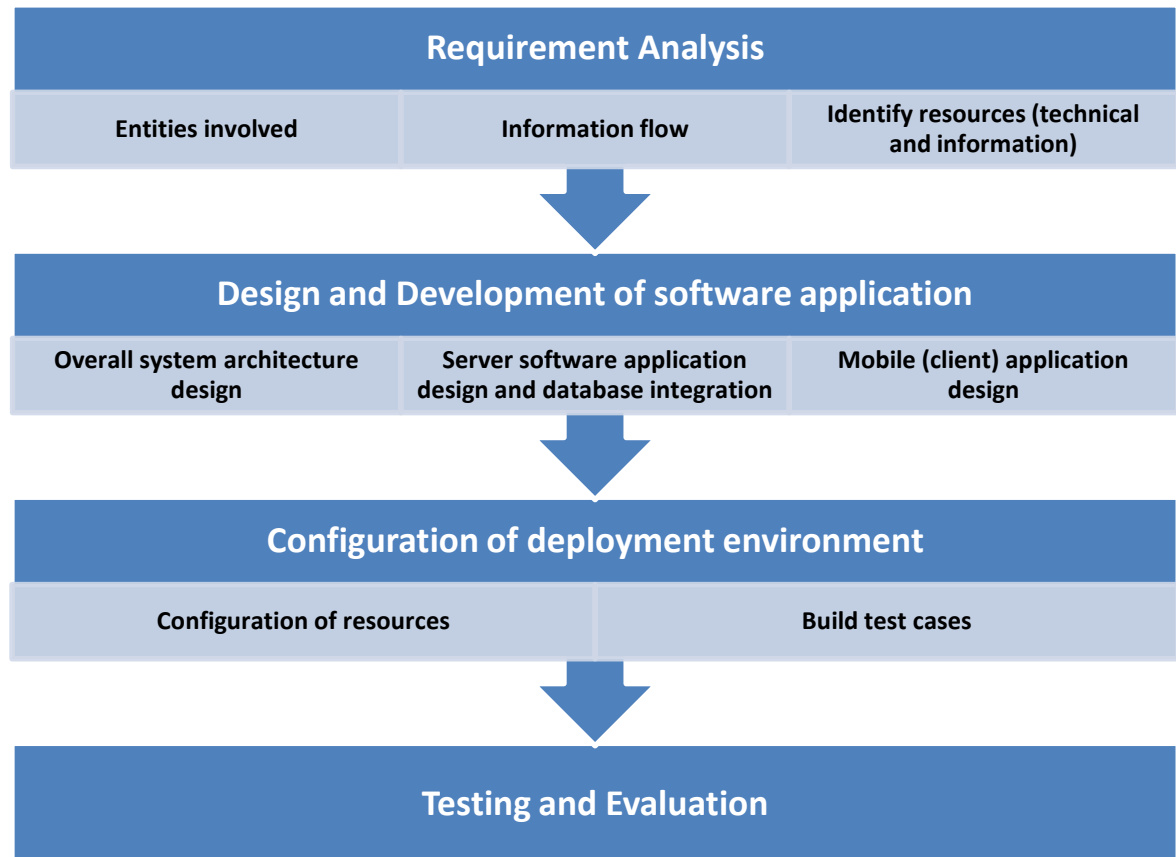 Requirement Analysis
Entities involved
Information flow
Identify resources (technical
and information)
Design and Development of software application
Overall system architecture
design
Server software application
design and database integration
Mobile (client) application
design
Configuration of deployment environment
Configuration of resources
Build test cases
Testing and Evaluation